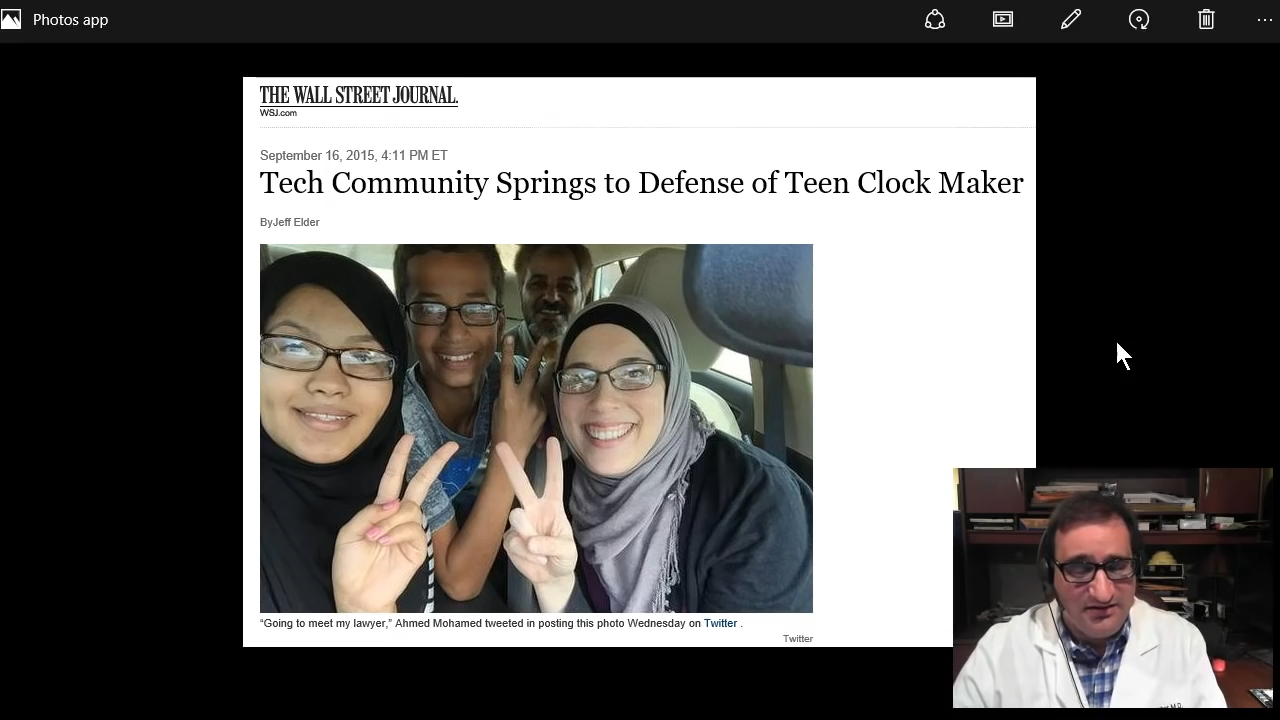 Photos app
THE WALL STREET JOURNAL.
WSJ.com
September 16, 2015, 4:11 PM ET
Tech Community Springs to Defense of Teen Clock Maker
ByJeff Elder
“Going to meet my lawyer,” Ahmed Mohamed tweeted in posting this photo Wednesday on Twitter .
Twitter